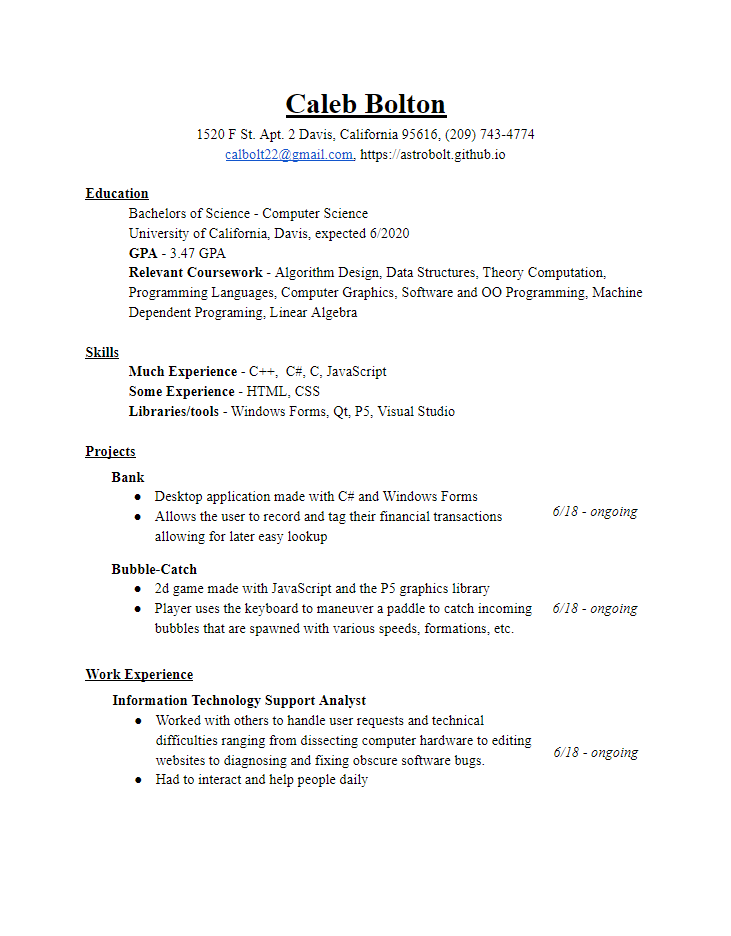 Caleb Bolton
1520 F St. Apt. 2 Davis, California 95616, (209) 743-4774
calbolt22@gmail.com, https://astrobolt.github.io
Education
Bachelors of Science - Computer Science
University of California, Davis, expected 6/2020
GPA - 3.47 GPA
Relevant Coursework - Algorithm Design, Data Structures, Theory Computation,
Programming Languages, Computer Graphics, Software and OO Programming, Machine
Dependent Programing, Linear Algebra
Skills
Much Experience - C++,  C#, C, JavaScript
Some Experience - HTML, CSS
Libraries/tools - Windows Forms, Qt, P5, Visual Studio
Projects
Bank
● Desktop application made with C# and Windows Forms
● Allows the user to record and tag their financial transactions
allowing for later easy lookup
6/18 - ongoing
Bubble-Catch
● 2d game made with JavaScript and the P5 graphics library
● Player uses the keyboard to maneuver a paddle to catch incoming
bubbles that are spawned with various speeds, formations, etc.
6/18 - ongoing
Work Experience
Information Technology Support Analyst
● Worked with others to handle user requests and technical
difficulties ranging from dissecting computer hardware to editing
websites to diagnosing and fixing obscure software bugs.
● Had to interact and help people daily
6/18 - ongoing